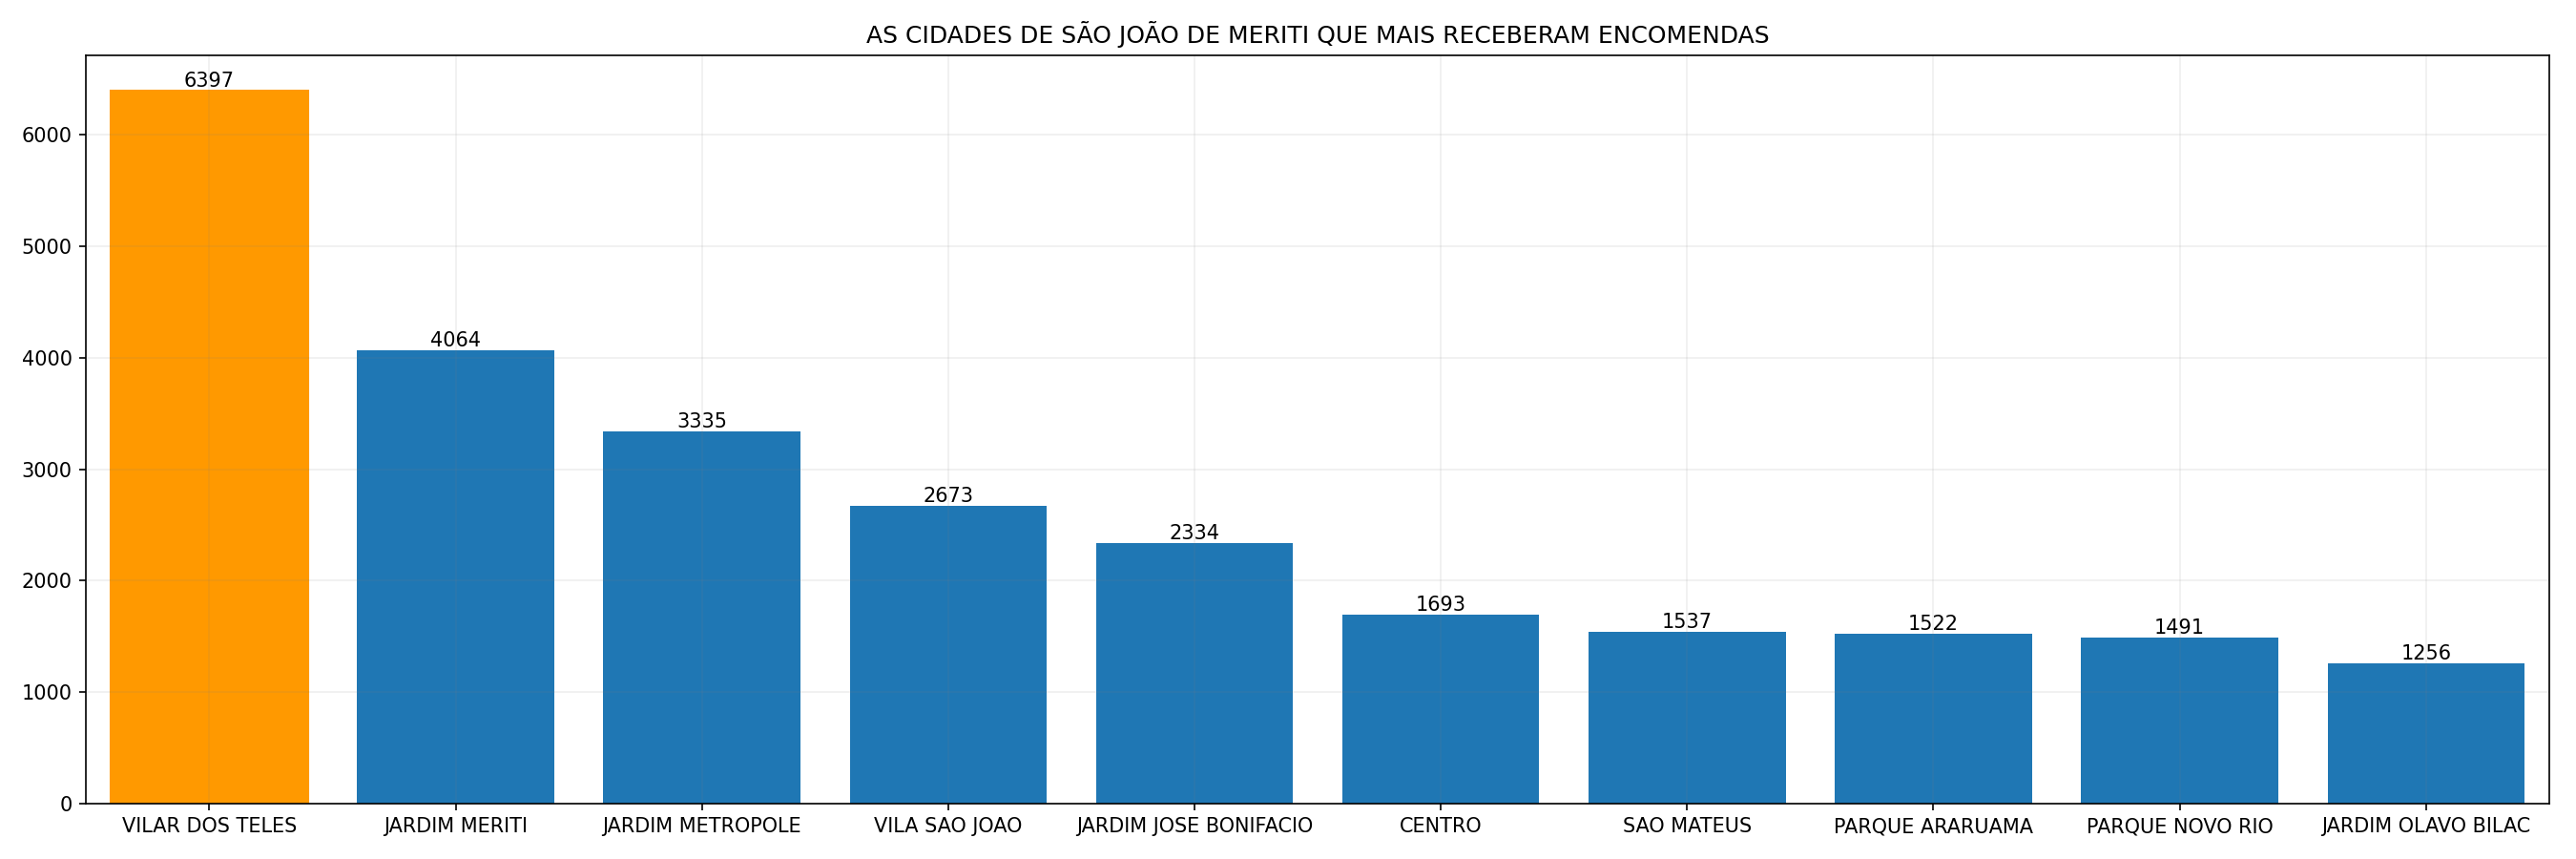 AS CIDADES DE SÃO JOÃO DE MERITI QUE MAIS RECEBERAM ENCOMENDAS
6397
4064
3335
2673
2334
1693
1537
1522
1491
1256
6000
5000
4000
3000
2000
1000
0
VILAR DOS TELES
JARDIM MERITI
JARDIM METROPOLE
VILA SAO JOAO
JARDIM JOSE BONIFACIO
CENTRO
SAO MATEUS
PARQUE ARARUAMA
PARQUE NOVO RIO
JARDIM OLAVO BILAC